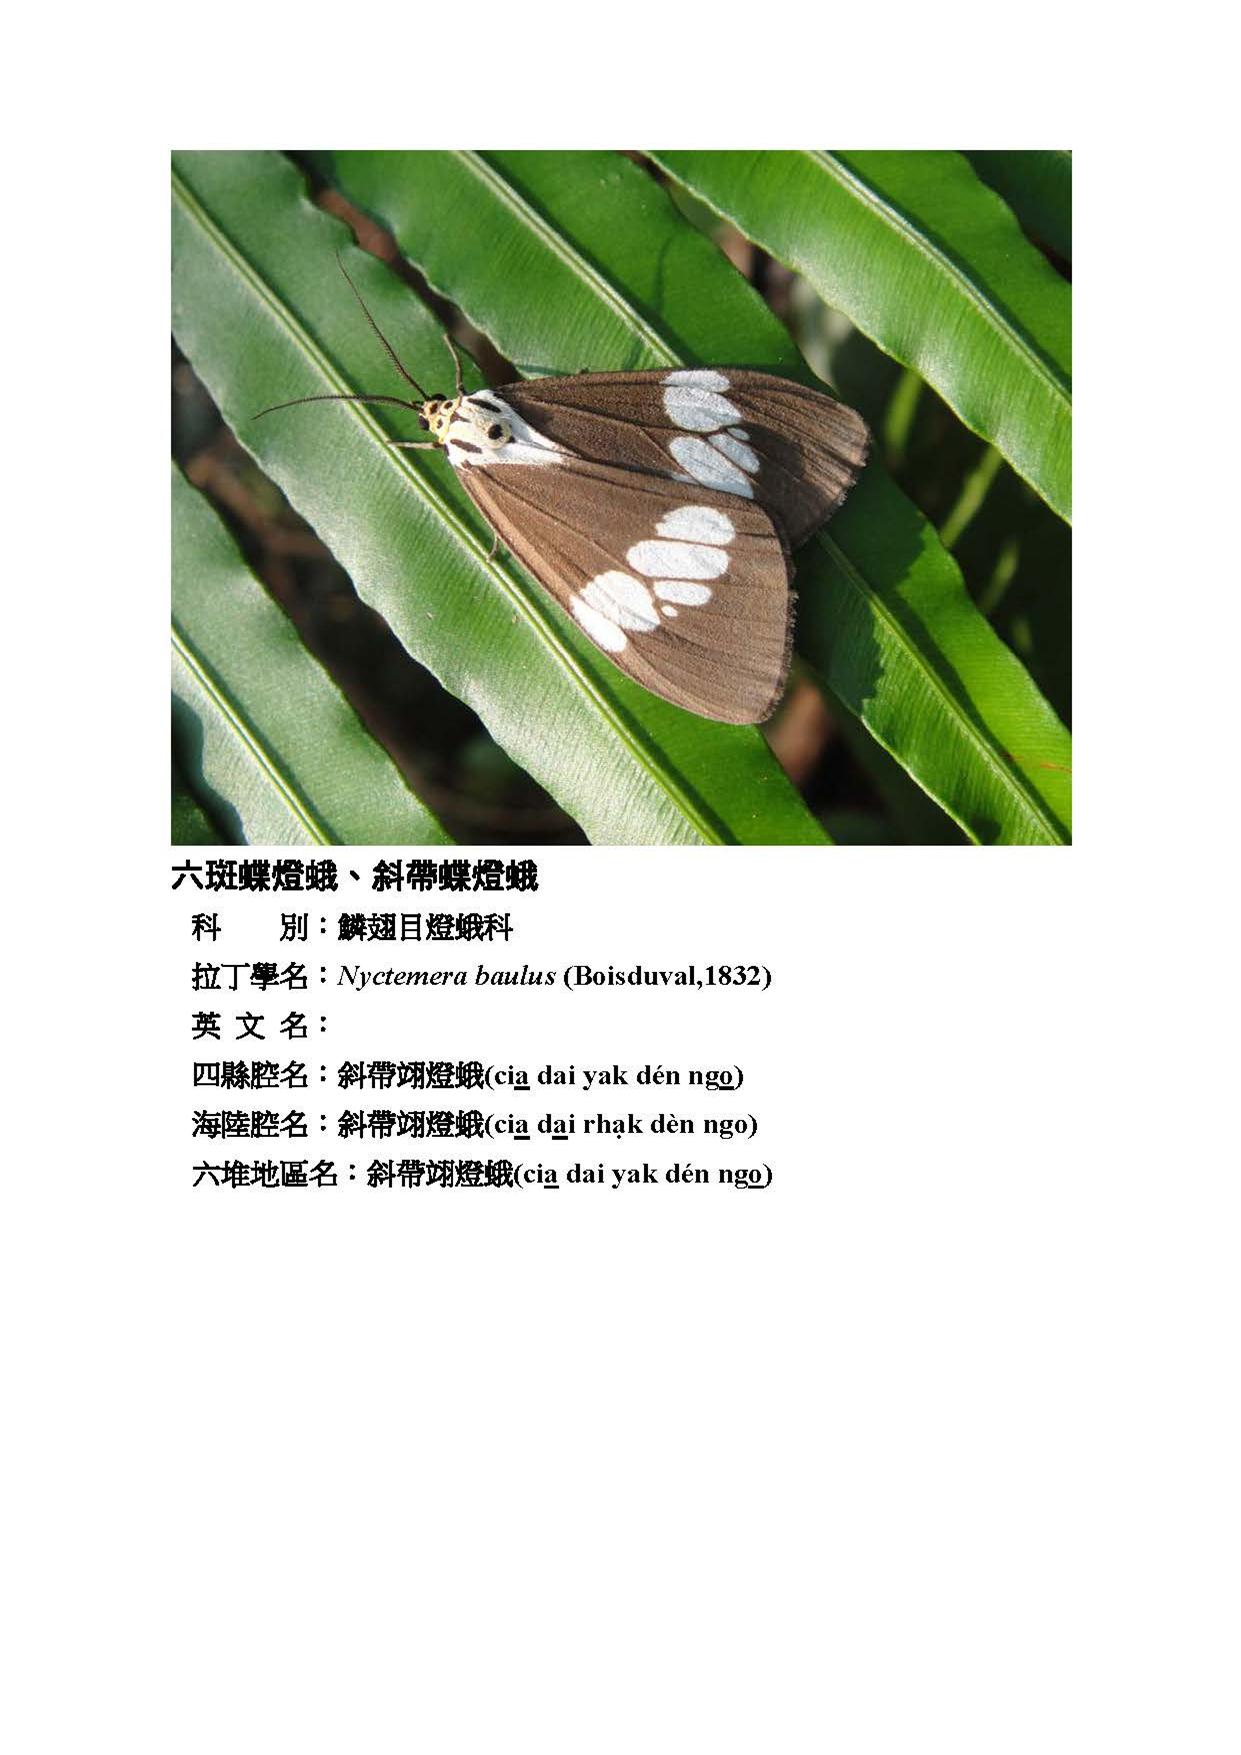 六斑蝶燈蛾、斜帶蝶燈蛾
科　　別：鱗翅目燈蛾科
拉丁學名：Nyctemera baulus (Boisduval,1832)
英 文 名：
四縣腔名：斜帶翊燈蛾(cia̲ dai yak dén ngo̲)
海陸腔名：斜帶翊燈蛾(cia̲ da̲i rhạk dèn ngo)
六堆地區名：斜帶翊燈蛾(cia̲ dai yak dén ngo̲)